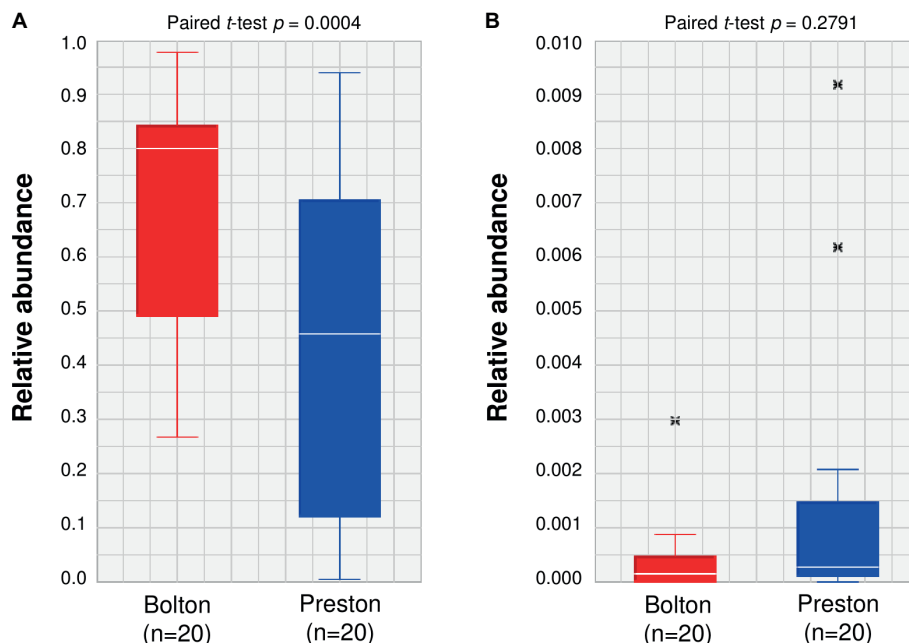 A
Paired t-test p = 0.0004
Relative abundance
1.0
0.9
0.8
0.7
0.6
0.5
0.4
0.3
0.2
0.1
0.0
Bolton
(n=20)
Preston
(n=20)
B
Paired t-test p = 0.2791
Relative abundance
0.010
0.009
0.008
0.007
0.006
0.005
0.004
0.003
0.002
0.001
0.000
Bolton
(n=20)
Preston
(n=20)